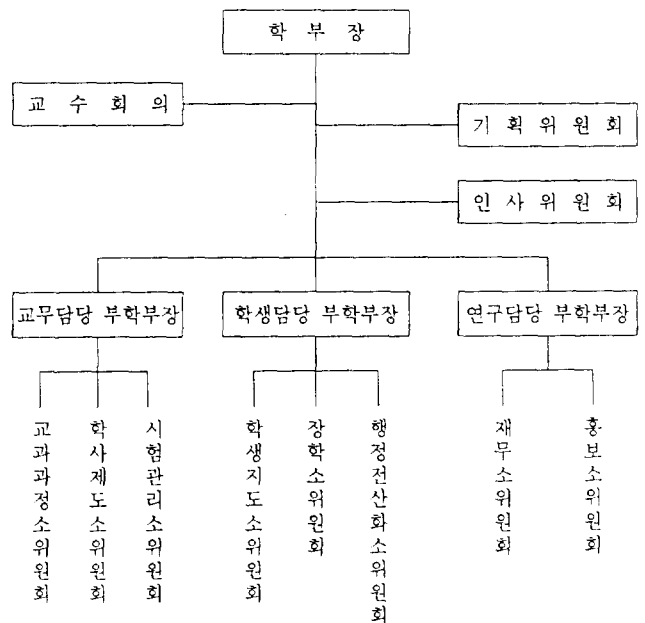 학 부 장
교 수 회 의
기 획 위 원 회
인 사 위 원 회
교무담당 부학부장
학생담당 부학부장
연구담당 부학부장
교과과정소위원회
학사제도소위원회
시험관리소위원회
학생지도소위원회
장학소위원회
행정전산화소위원회
재무소위원회
홍보소위원회